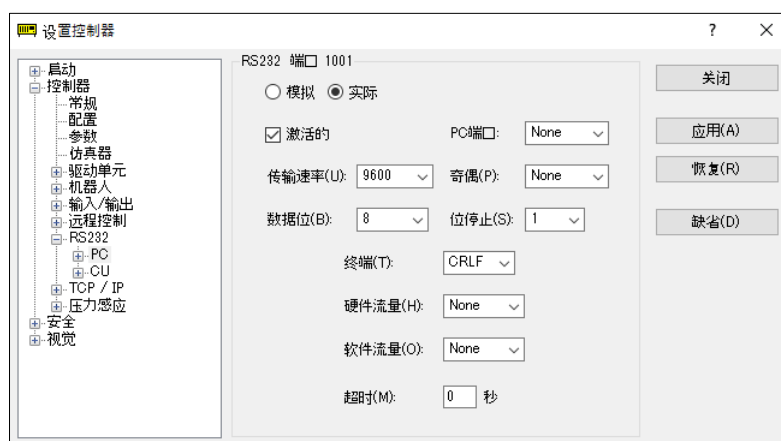 设置控制器
?
启动
控制器
常规
配置
参数
仿真器
驱动单元
机器人
输入/输出
远程控制
RS232
PC
CU
TCP / IP
压力感应
安全
视觉
RS232 端口 1001
模拟 实际
激活的 PC端口: None
传输速率(U): 9600 奇偶(P): None
数据位(B): 8 位停止(S): 1
终端(T): CRLF
硬件流量(H): None
软件流量(O): None
超时(M): 0 秒
关闭
应用(A)
恢复(R)
缺省(D)